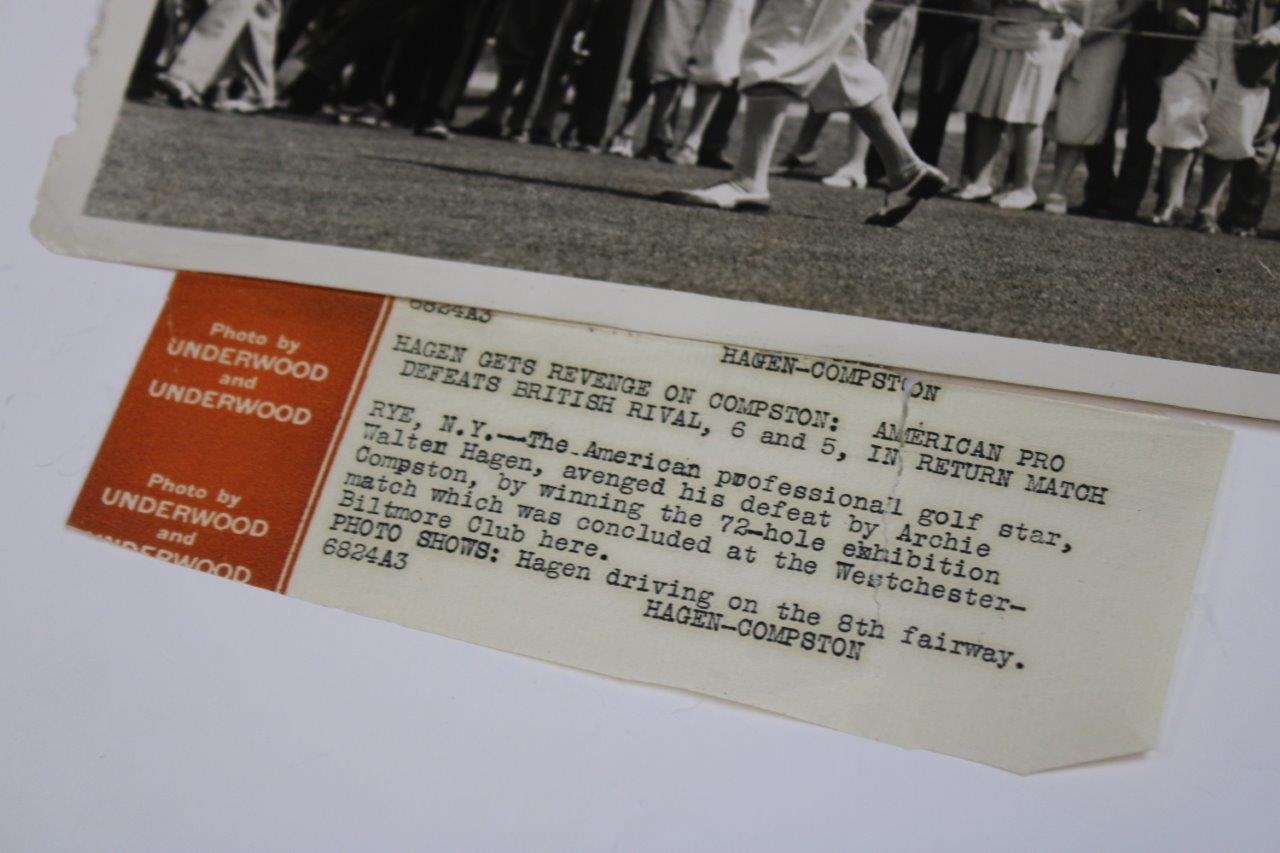 Photo by
UNDERWOOD
and
UNDERWOOD
Photo by
UNDERWOOD
and
UNDERWOOD
6824A3
HAGEN-COMPSTON
HAGEN GETS REVENGE ON COMPSTON: AMERICAN PRO
DEFEATS BRITISH RIVAL, 6 and 5, IN RETURN MATCH
RYE, N.Y.—The American professional golf star,
Walter Hagen, avenged his defeat by Archie
Compston, by winning the 72-hole exhibition
match which was concluded at the Westchester-
Biltmore Club here.
PHOTO SHOWS: Hagen driving on the 8th fairway.
6824A3
HAGEN-COMPSTON